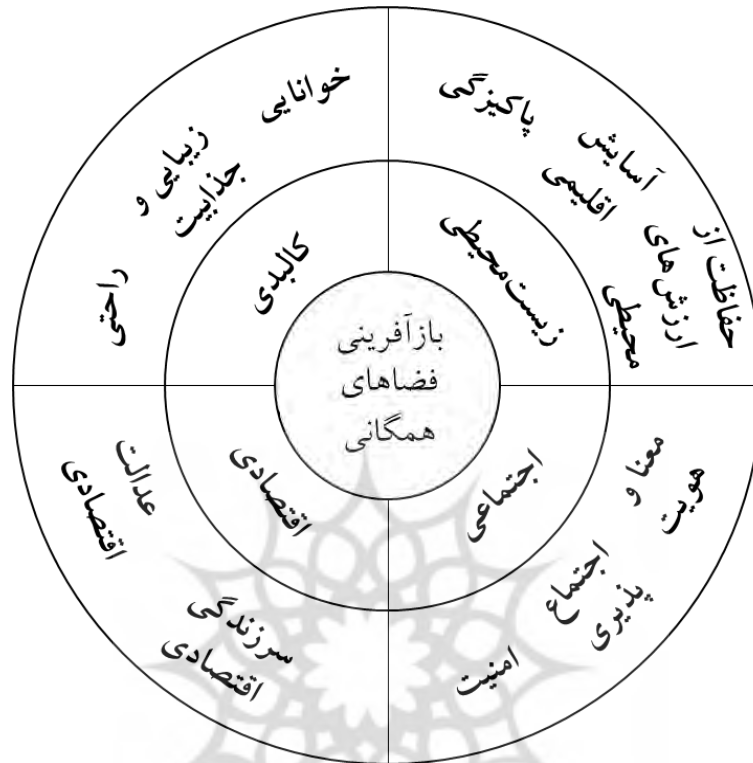 بازآفرینی
فضاهای
همگانی
زیست محیطی
کالبدی
اقتصادی
اجتماعی
پاکیزگی
آسایش
اقلیمی
حفاظت از
ارزش های
محیطی
خوانایی
زیبایی و
جذابیت
راحتی
عدالت
اقتصادی
سرزندگی
اقتصادی
معنا و
هویت
اجتماع
پذیری
امنیت